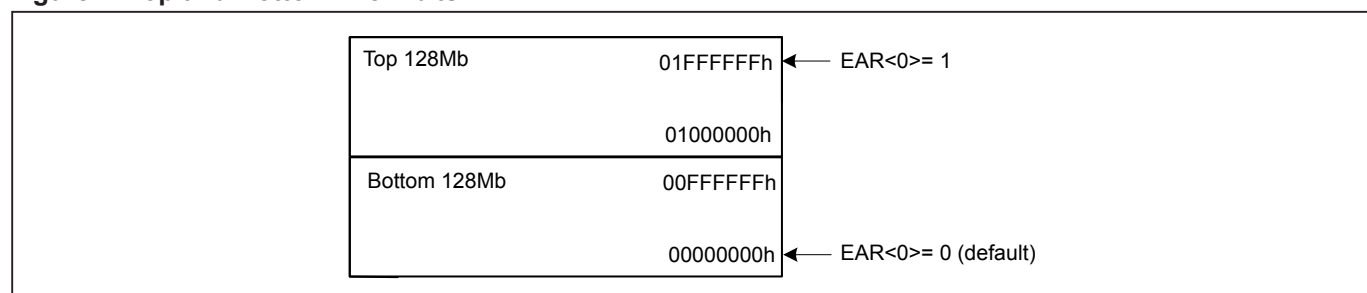 Top 128Mb 01FFFFFFh EAR<0>= 1
01000000h
Bottom 128Mb 00FFFFFFh
00000000h EAR<0>= 0 (default)